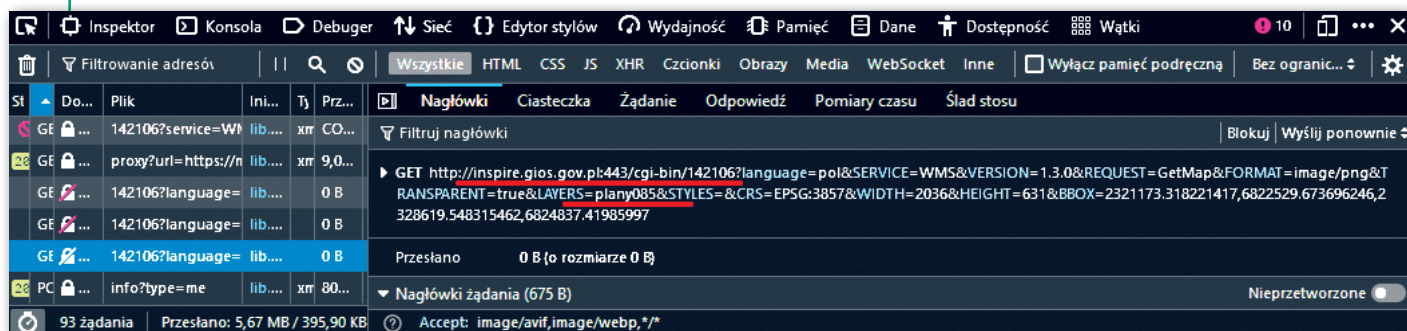 Inspektor Konsola Debuger Sieć {} Edytor stylów Wydajność Pamięć Dane Dostępność Wątki 10
Filtrowanie adresów Wszystkie HTML CSS JS XHR Czcionki Obrazy Media WebSocket Inne Wyłącz pamięć podręczną Bez ogranic...
St Do... Plik Ini... Prz... Nagłówki Ciasteczka Żądanie Odpowiedź Pomiary czasu Ślad stosu
GE ... 142106?service=WM lib.... xm CO...
Filtruj nagłówki Blokuj Wyślij ponownie
GE ... proxy?url=https://n lib.... xm 9,0...
GET http://inspire.gios.gov.pl:443/cgi-bin/142106?language=pol&SERVICE=WMS&VERSION=1.3.0&REQUEST=GetMap&FORMAT=image/png&T
GE ... 142106?language= lib.... 0 B
RANSPARENT=true&LAYERS=plany085&STYLES=&CRS=EPSG:3857&WIDTH=2036&HEIGHT=631&BBOX=2321173.318221417,6822529.673696246,2
328619.548315462,6824837.41985997
GE ... 142106?language= lib.... 0 B
GE ... 142106?language= lib.... 0 B
Przesłano 0 B (o rozmiarze 0 B)
PC ... info?type=me lib.... xm 80...
Nagłówki żądania (675 B) Nieprzetworzone
93 żądania Przesłano: 5,67 MB / 395,90 KB
Accept: image/avif,image/webp,*/*